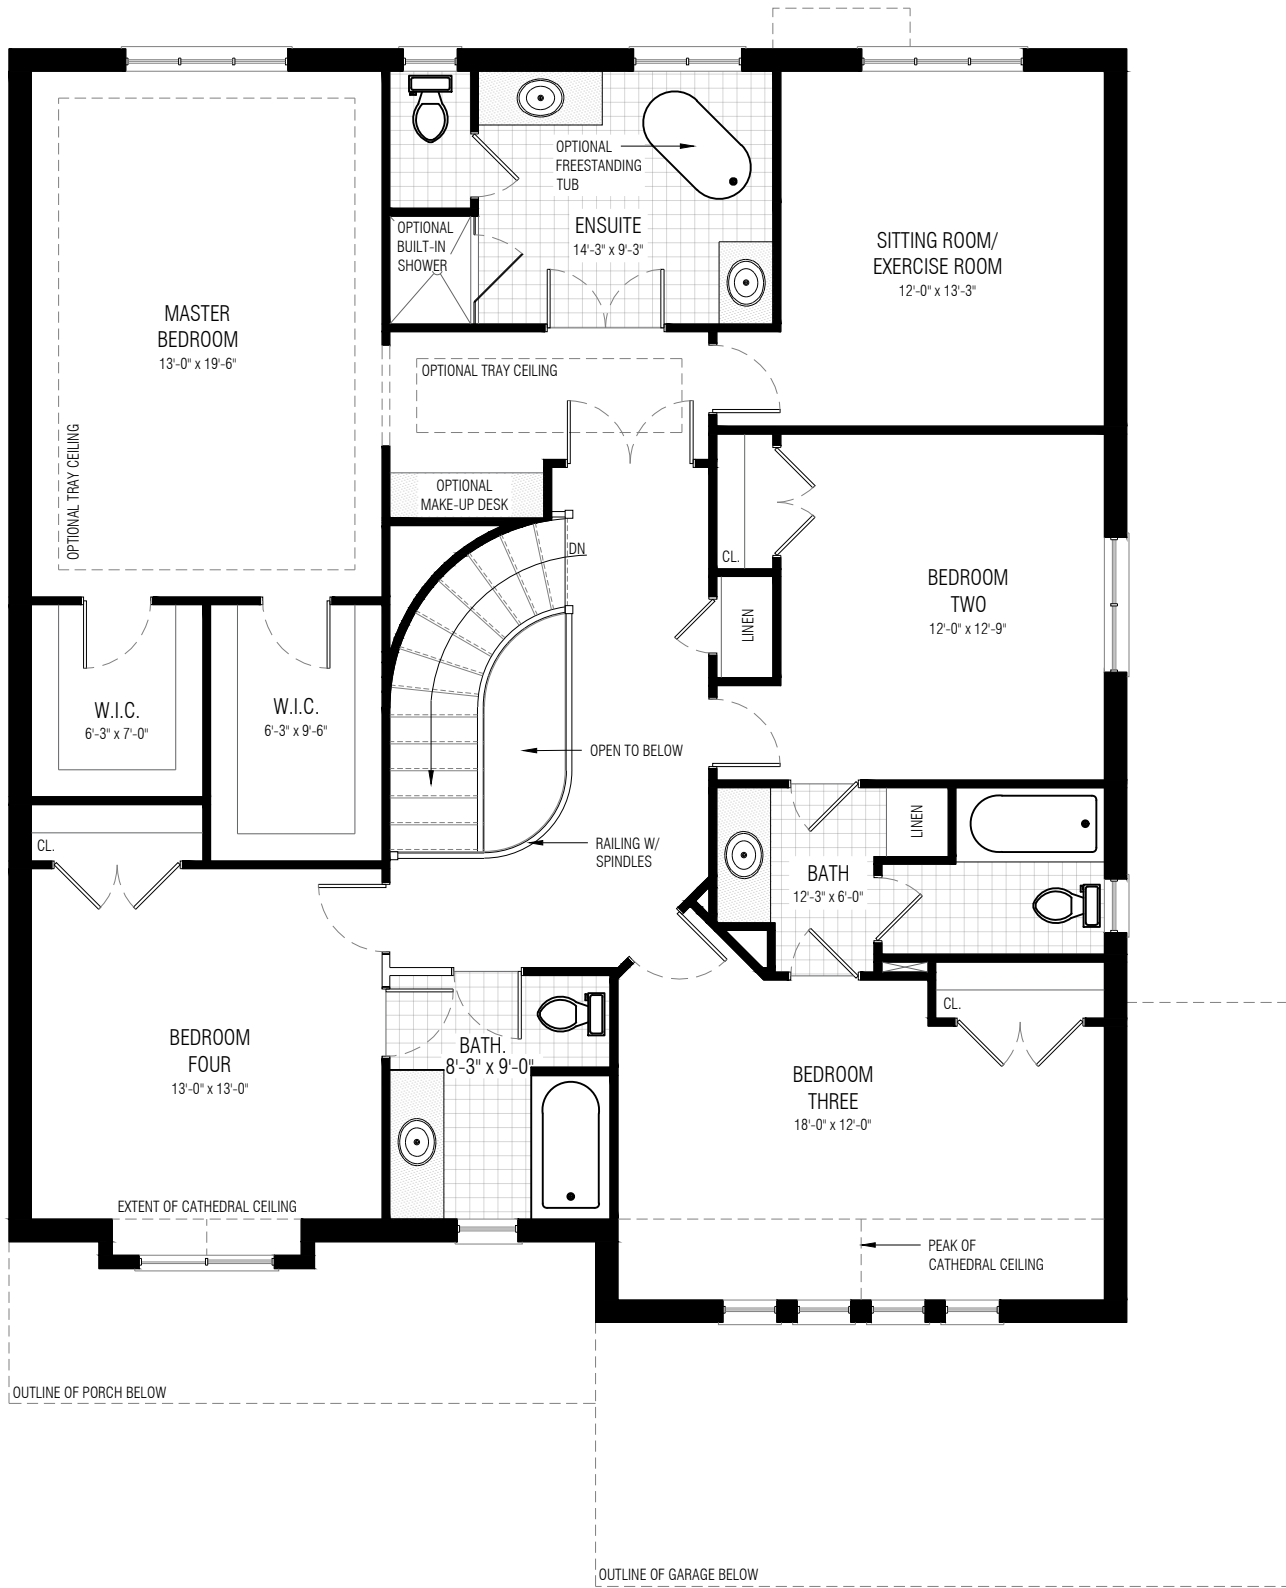 OPTIONAL
FREESTANDING
TUB
ENSUITE
14'-3" x 9'-3"
OPTIONAL
BUILT-IN
SHOWER
SITTING ROOM/
EXERCISE ROOM
12'-0" x 13'-3"
MASTER
BEDROOM
13'-0" x 19'-6"
OPTIONAL TRAY CEILING
OPTIONAL TRAY CEILING
OPTIONAL
MAKE-UP DESK
DN
CL.
BEDROOM
TWO
12'-0" x 12'-9"
LINEN
W.I.C.
6'-3" x 7'-0"
W.I.C.
6'-3" x 9'-6"
OPEN TO BELOW
CL.
RAILING W/
SPINDLES
LINEN
BATH
12'-3" x 6'-0"
CL.
BEDROOM
FOUR
13'-0" x 13'-0"
BATH.
8'-3" x 9'-0"
BEDROOM
THREE
18'-0" x 12'-0"
EXTENT OF CATHEDRAL CEILING
PEAK OF
CATHEDRAL CEILING
OUTLINE OF PORCH BELOW
OUTLINE OF GARAGE BELOW